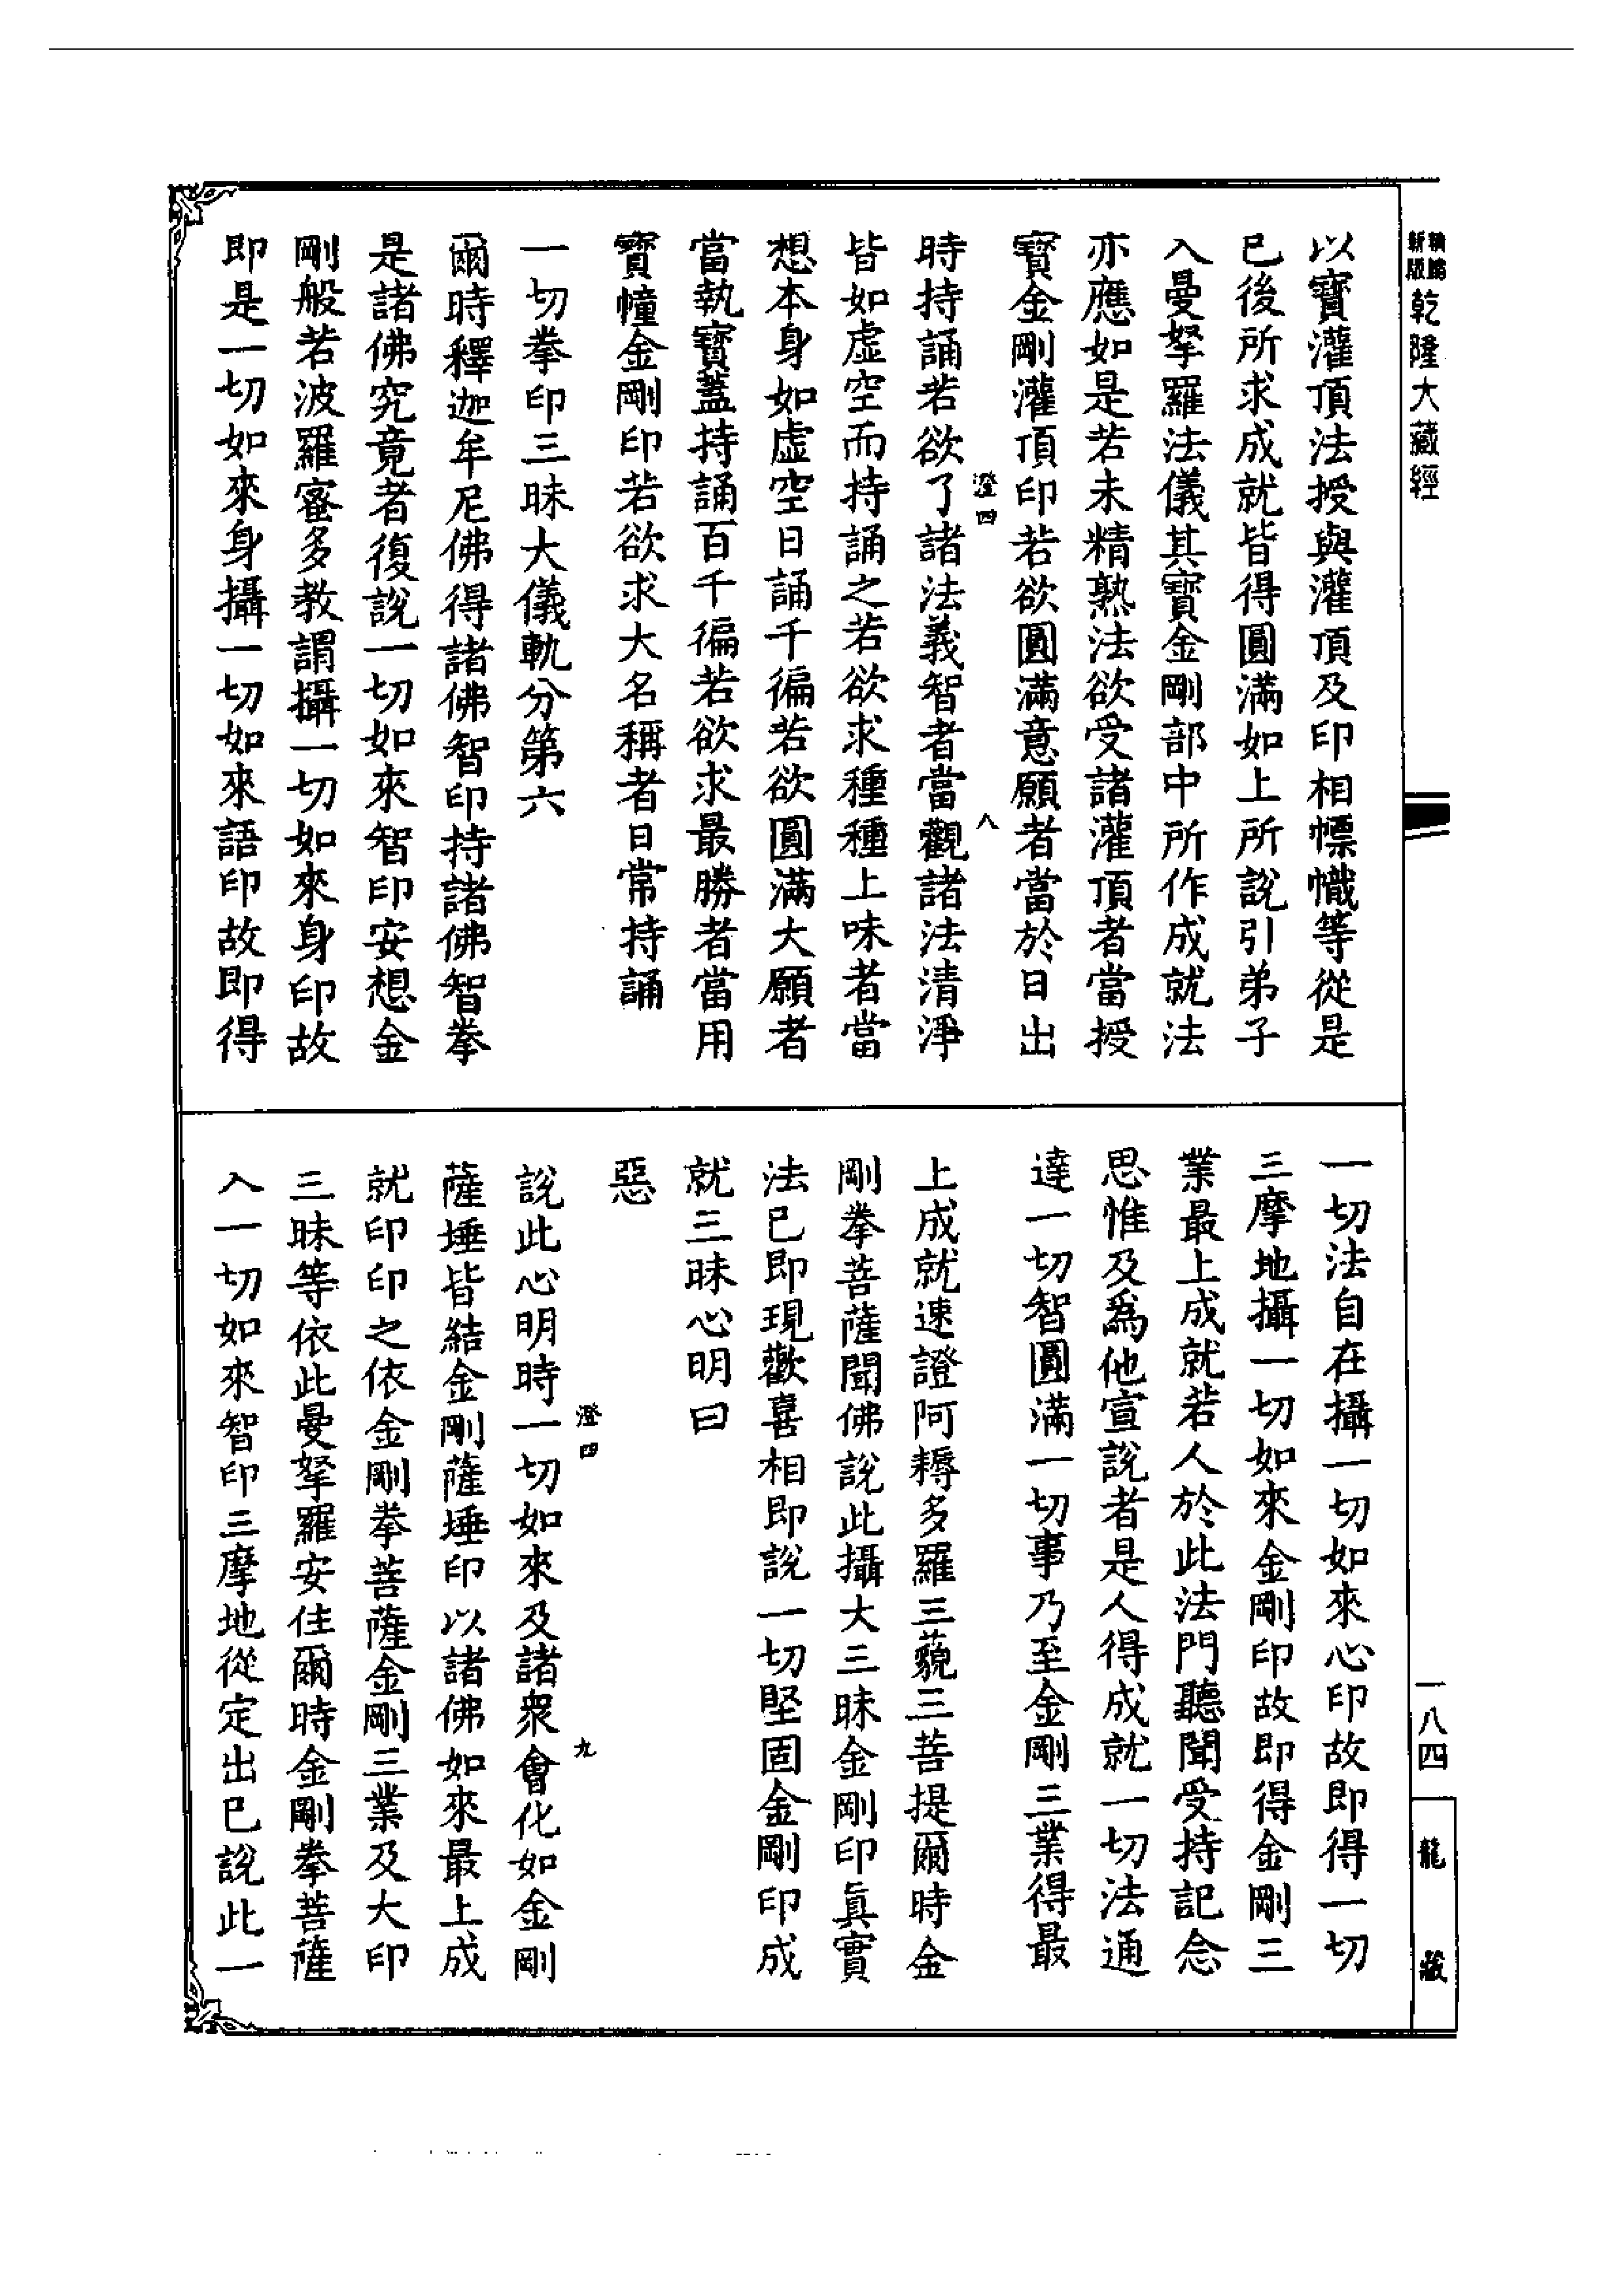 乾隆大藏經
以寶灌頂法授與灌頂及印相幖幟等從是
已後所求成就皆得圓滿如上所說引弟子
入曼拏羅法儀其寶金剛部中所作成就法
亦應如是若未精熟法欲受諸灌頂者當授
寶金剛灌頂印若欲圓滿意願者當於日出
澄四
八
時持誦若欲了諸法義智者當觀諸法清淨
皆如虛空而持誦之若欲求種種上味者當
想本身如虛空日誦千徧若欲圓滿大願者
當執寶蓋持誦百千徧若欲求最勝者當用
寶幢金剛印若欲求大名稱者日常持誦
一切拳印三昧大儀軌分第六
爾時釋迦牟尼佛得諸佛智印持諸佛智拳
是諸佛究竟者復說一切如來智印安想金
剛般若波羅蜜多教謂攝一切如來身印故
即是一切如來身攝一切如來語印故即得
一切法自在攝一切如來心印故即得一切
三摩地攝一切如來金剛印故即得金剛三
業最上成就若人於此法門聽聞受持記念
思惟及爲他宣說者是人得成就一切法通
達一切智圓滿一切事乃至金剛三業得最
上成就速證阿耨多羅三藐三菩提爾時金
剛拳菩薩聞佛說此攝大三昧金剛印真實
法已即現歡喜相即說一切堅固金剛印成
就三昧心明曰
惡
澄四
九
說此心明時一切如來及諸眾會化如金剛
薩埵皆結金剛薩埵印以諸佛如來最上成
就印印之依金剛拳菩薩金剛三業及大印
三昧等依此曼拏羅安住爾時金剛拳菩薩
入一切如來智印三摩地從定出已說此一
一八四
龍藏